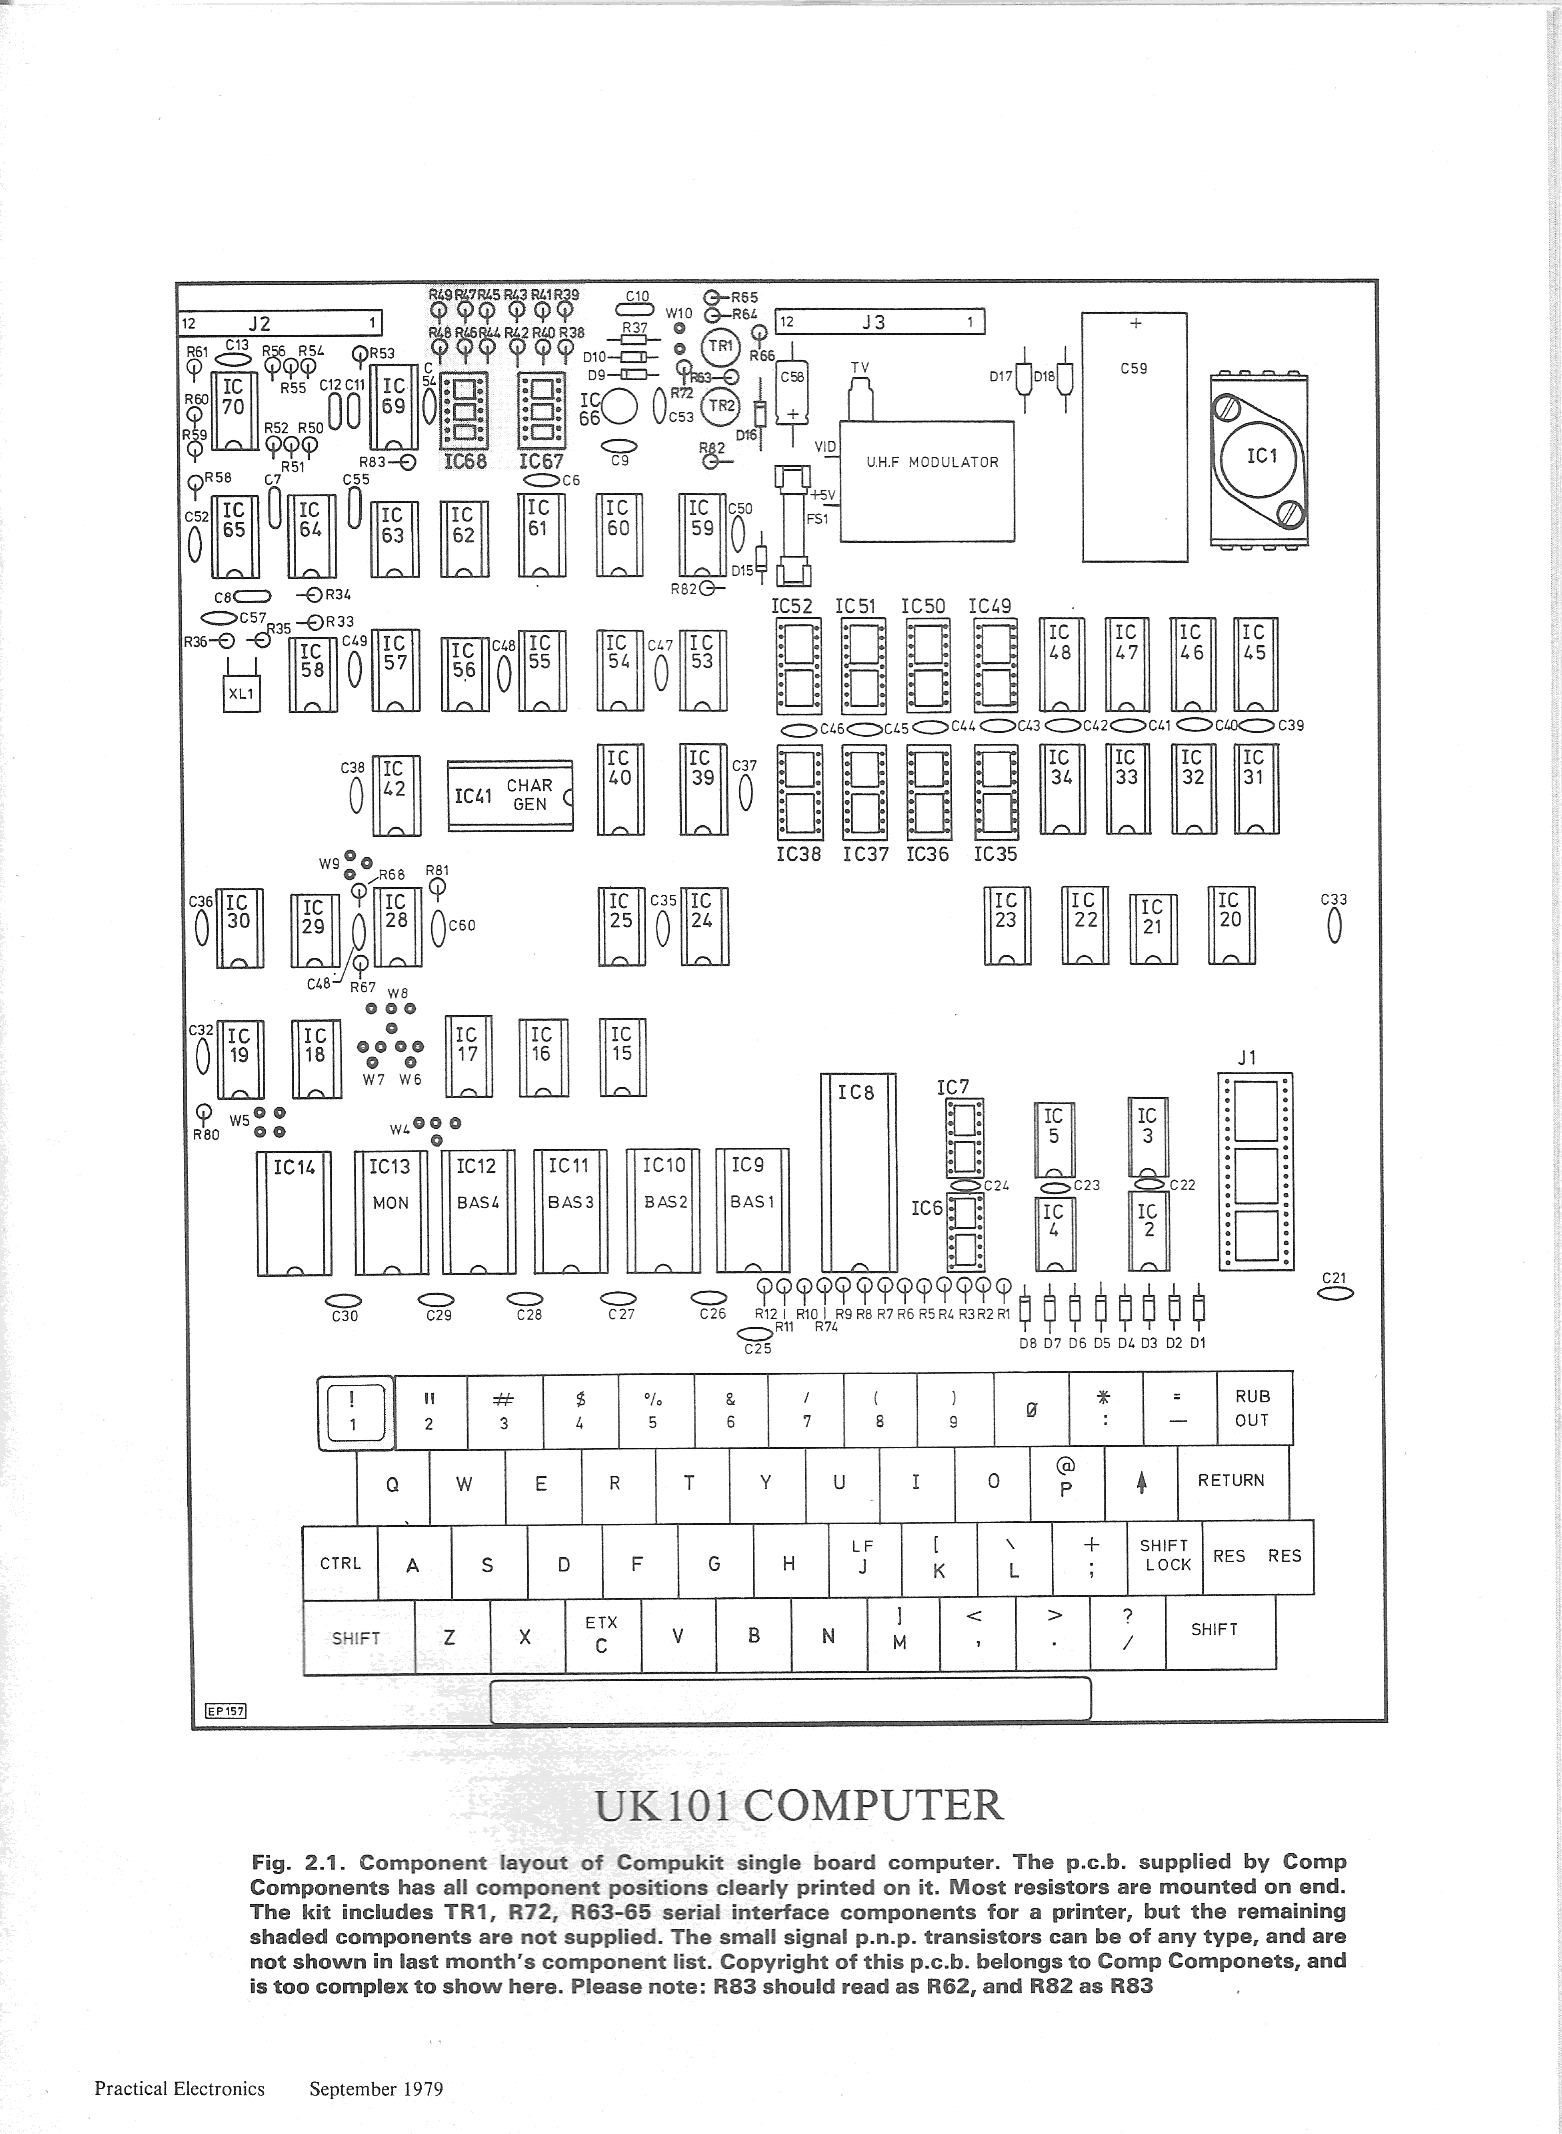 R49 R47 R45 R43 R41 R39
C10
W10
R65
R64
12 J2 1
12 J3 1
R48 R46 R44 R42 R40 R38
R37
TR1
R66
+
C59
R61
C13
R56 R54
R53
R55
C12 C11
C54
D10
D9
R63
R72
C58
+
TV
D17 D18
IC 70
IC 69
IC 66
C53
TR2
D16
R60
R59
R52 R50
R51
R83
IC68
IC67
C9
R82
VID
U.H.F MODULATOR
IC1
R58
C7
C55
C6
+5V
FS1
C52
IC 65
IC 64
IC 63
IC 62
IC 61
IC 60
IC 59
C50
D15
C8
R34
R82
C57
R33
R36
R35
IC52 IC51 IC50 IC49
XL1
IC 58
C49
IC 57
IC 56
C48
IC 55
IC 54
C47
IC 53
IC 48
IC 47
IC 46
IC 45
C46 C45 C44 C43 C42 C41 C40 C39
C38
IC 42
IC41 CHAR GEN
IC 40
IC 39
C37
IC 34
IC 33
IC 32
IC 31
IC38 IC37 IC36 IC35
W9
R68
R81
C36
IC 30
IC 29
IC 28
C60
IC 25
C35
IC 24
IC 23
IC 22
IC 21
IC 20
C33
C48
R67
W8
C32
IC 19
IC 18
W7 W6
IC 17
IC 16
IC 15
J1
IC8
IC7
R80
W5
W4
IC 5
IC 3
IC14
IC13 MON
IC12 BAS4
IC11 BAS3
IC10 BAS2
IC9 BAS1
C24 C23 C22
IC6
IC 4
IC 2
C21
C30 C29 C28 C27 C26
R12 R10 R9 R8 R7 R6 R5 R4 R3 R2 R1
R11 R74
C25
D8 D7 D6 D5 D4 D3 D2 D1
! " # $ % & / ( ) * = RUB
1 2 3 4 5 6 7 8 9 Ø : — OUT
Q W E R T Y U I O @ P RETURN
CTRL A S D F G H LF J [ K \ L + ; SHIFT LOCK RES RES
SHIFT Z X ETX C V B N ] M < , > . ? / SHIFT
EP157
UK101 COMPUTER
Fig. 2.1. Component layout of Compukit single board computer. The p.c.b. supplied by Comp
Components has all component positions clearly printed on it. Most resistors are mounted on end.
The kit includes TR1, R72, R63-65 serial interface components for a printer, but the remaining
shaded components are not supplied. The small signal p.n.p. transistors can be of any type, and are
not shown in last month's component list. Copyright of this p.c.b. belongs to Comp Componets, and
is too complex to show here. Please note: R83 should read as R62, and R82 as R83
Practical Electronics September 1979